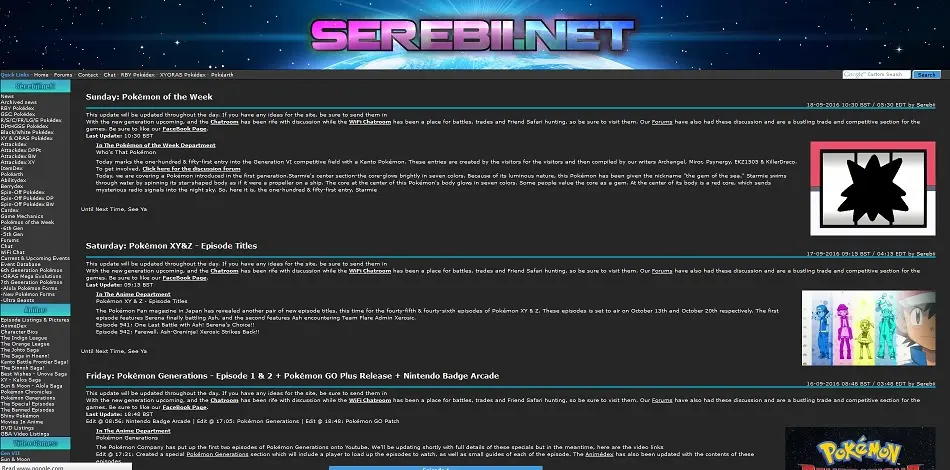 SEREBII.NET
Quick Links - Home - Forums - Contact - Chat - RBY Pokédex - XYORAS Pokédex - Pokéarth
Custom Search
Search
News
Archived news
RBY Pokédex
GSC Pokédex
R/S/C/FR/LG/E Pokédex
DP/HGSS Pokédex
Black/White Pokédex
XY & ORAS Pokédex
Attackdex
Attackdex DPPt
Attackdex BW
Attackdex XY
ItemDex
Pokéarth
Abilitydex
Berrydex
Spin-Off Pokédex
Spin-Off Pokédex DP
Spin-Off Pokédex BW
Cardex
Game Mechanics
Pokémon of the Week
-6th Gen
-5th Gen
Forums
Chat
WiFi Chat
Current & Upcoming Events
Event Database
6th Generation Pokémon
-ORAS Mega Evolutions
7th Generation Pokémon
-Alola Pokémon Forms
-New Pokémon Forms
-Ultra Beasts
Anime
Episode Listings & Pictures
AnimeDex
Character Bios
The Indigo League
The Orange League
The Johto Saga
The Saga in Hoenn!
Kanto Battle Frontier Saga!
The Sinnoh Saga!
Best Wishes - Unova Saga
XY - Kalos Saga
Sun & Moon - Alola Saga
Pokémon Chronicles
Pokémon Generations
The Special Episodes
The Banned Episodes
Shiny Pokémon
Movies In Anime
DVD Listings
GBA Video Listings
VideoGames
Gen VII
Sun & Moon
Read www.google.com
Sunday: Pokémon of the Week
18-09-2016 10:30 BST / 05:30 EDT by Serebii
This update will be updated throughout the day. If you have any ideas for the site, be sure to send them in
With the new generation upcoming, and the Chatroom has been rife with discussion while the WiFi Chatroom has been a place for battles, trades and Friend Safari hunting, so be sure to visit them. Our Forums have also had these discussion and are a bustling trade and competitive section for the
games. Be sure to like our FaceBook Page.
Last Update: 10:30 BST
In The Pokémon of the Week Department
Who's That Pokémon
Today marks the one-hundred & fifty-first entry into the Generation VI competitive field with a Kanto Pokémon. These entries are created by the visitors for the visitors and then compiled by our writers Archangel, Miror, Psynergy, EKZ1505 & KillerDraco.
To get involved, Click here for the discussion forum
Today, we are covering a Pokémon introduced in the first generation.Starmie's center section-the core-glows brightly in seven colors. Because of its luminous nature, this Pokémon has been given the nickname "the gem of the sea." Starmie swims
through water by spinning its star-shaped body as if it were a propeller on a ship. The core at the center of this Pokémon's body glows in seven colors. Some people value the core as a gem. At the center of its body is a red core, which sends
mysterious radio signals into the night sky. So, here it is, the one-hundred & fifty-first entry, Starmie
Until Next Time, See Ya
Saturday: Pokémon XY&Z - Episode Titles
17-09-2016 09:13 BST / 04:13 EDT by Serebii
This update will be updated throughout the day. If you have any ideas for the site, be sure to send them in
With the new generation upcoming, and the Chatroom has been rife with discussion while the WiFi Chatroom has been a place for battles, trades and Friend Safari hunting, so be sure to visit them. Our Forums have also had these discussion and are a bustling trade and competitive section for the
games. Be sure to like our FaceBook Page.
Last Update: 09:13 BST
In The Anime Department
Pokémon XY & Z - Episode Titles
The Pokémon Fan magazine in Japan has revealed another pair of new episode titles, this time for the fourty-fifth & fourty-sixth episodes of Pokémon XY & Z. These episodes is set to air on October 13th and October 20th respectively. The first
episode features Serena finally battling Ash, and the second features Ash encountering Team Flare Admin Xerosic.
Episode 941: One Last Battle with Ash! Serena's Choice!!
Episode 942: Farewell, Ash-Greninja! Xerosic Strikes Back!!
Until Next Time, See Ya
Friday: Pokémon Generations - Episode 1 & 2 + Pokémon GO Plus Release + Nintendo Badge Arcade
16-09-2016 08:48 BST / 03:48 EDT by Serebii
This update will be updated throughout the day. If you have any ideas for the site, be sure to send them in
With the new generation upcoming, and the Chatroom has been rife with discussion while the WiFi Chatroom has been a place for battles, trades and Friend Safari hunting, so be sure to visit them. Our Forums have also had these discussion and are a bustling trade and competitive section for the
games. Be sure to like our FaceBook Page.
Last Update: 18:48 BST
Edit @ 08:56: Nintendo Badge Arcade | Edit @ 17:05: Pokémon Generations | Edit @ 18:48: Pokémon GO Patch
In The Anime Department
Pokémon Generations
The Pokémon Company has put up the first two episodes of Pokémon Generations onto Youtube. We'll be updating shortly with full details of these specials but in the meantime, here are the video links
Edit @ 17:21: Created a special Pokémon Generations section which will include a player to load up the episodes to watch, as well as small guides of each of the episode. The Animédex has also been updated with the contents of these
episodes.
POKÉMON